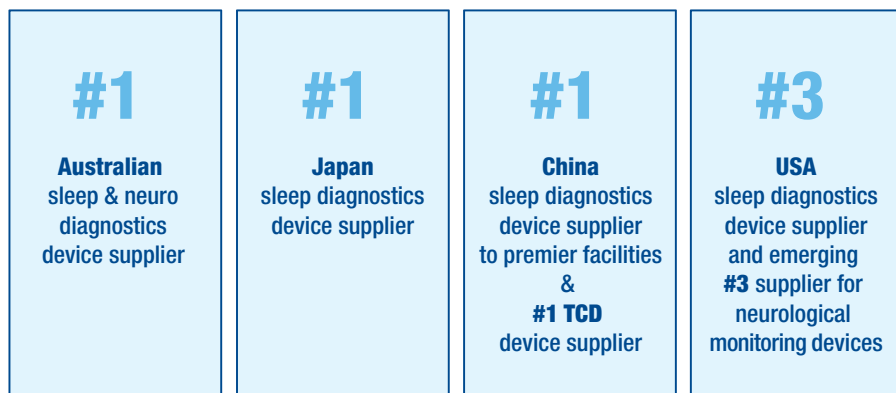 #1
Australian
sleep & neuro
diagnostics
device supplier
#1
Japan
sleep diagnostics
device supplier
#1
China
sleep diagnostics
device supplier
to premier facilities
&
#1 TCD
device supplier
#3
USA
sleep diagnostics
device supplier
and emerging
#3 supplier for
neurological
monitoring devices